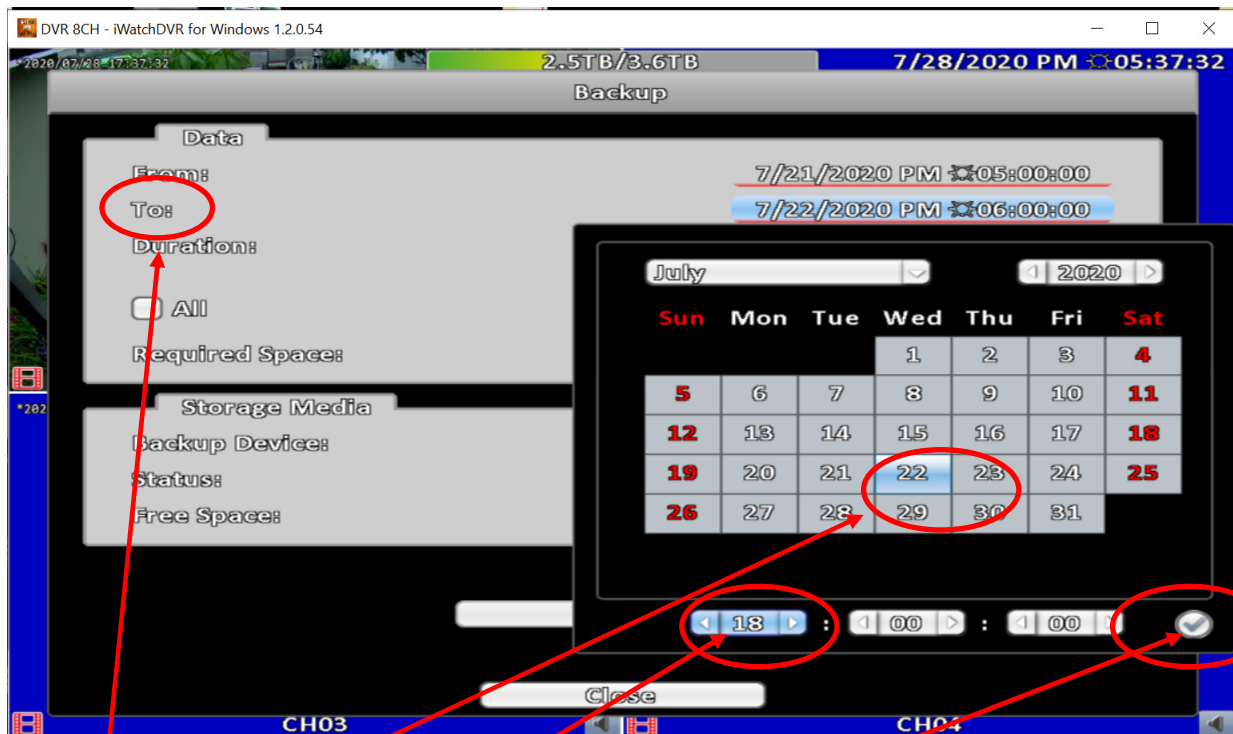 DVR 8CH - iWatchDVR for Windows 1.2.0.54
*2020/07/28 17:37:32
2.5TB/3.6TB
7/28/2020 PM 05:37:32
Backup
Data
From:
7/21/2020 PM 05:00:00
To:
7/22/2020 PM 06:00:00
Duration:
July
2020
All
Sun Mon Tue Wed Thu Fri Sat
Required Space:
1 2 3 4
5 6 7 8 9 10 11
*202
Storage Media
12 13 14 15 16 17 18
Backup Device:
19 20 21 22 23 24 25
Status:
26 27 28 29 30 31
Free Space:
18 : 00 : 00
Close
CH03
CH04